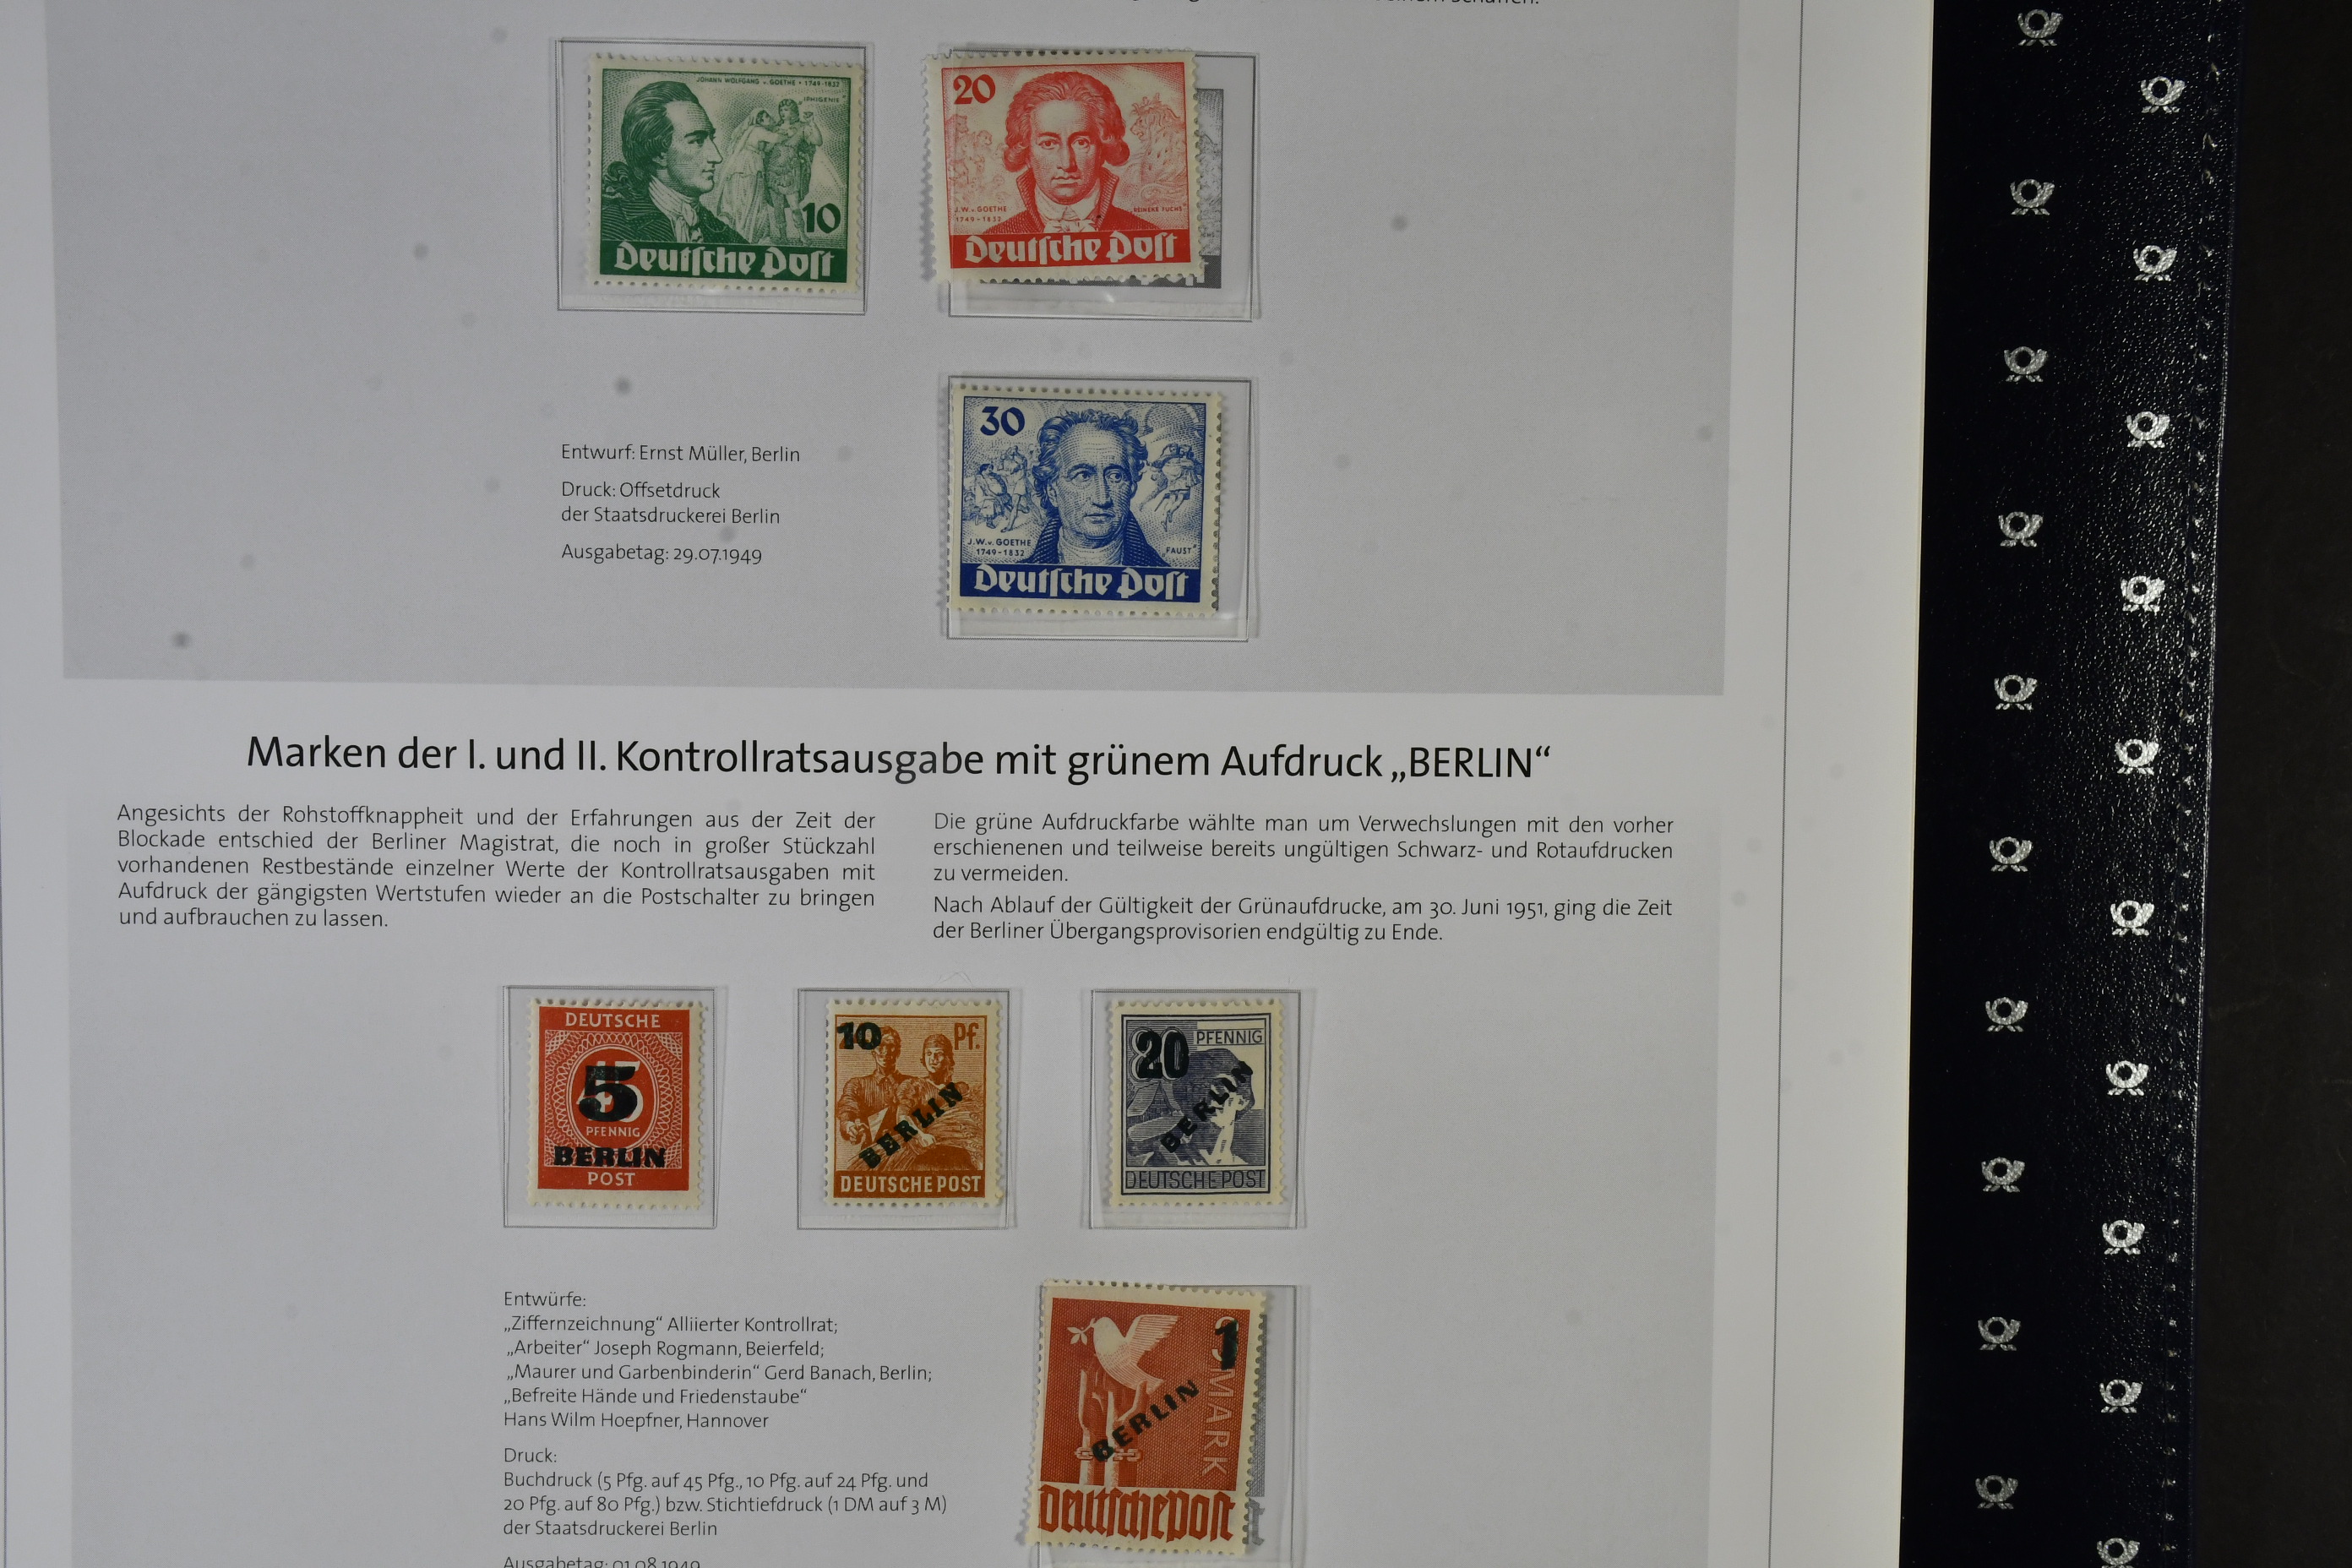 JOHANN WOLFGANG v. GOETHE • 1749-1832
„IPHIGENIE"
10
Deutsche Post
20
J.W.v. GOETHE
1749-1832
„REINEKE FUCHS"
Deutsche Post
30
J.W.v. GOETHE
1749-1832
„FAUST"
Deutsche Post
Entwurf: Ernst Müller, Berlin
Druck: Offsetdruck
der Staatsdruckerei Berlin
Ausgabetag: 29.07.1949
Marken der I. und II. Kontrollratsausgabe mit grünem Aufdruck „BERLIN“
Angesichts der Rohstoffknappheit und der Erfahrungen aus der Zeit der
Blockade entschied der Berliner Magistrat, die noch in großer Stückzahl
vorhandenen Restbestände einzelner Werte der Kontrollratsausgaben mit
Aufdruck der gängigsten Wertstufen wieder an die Postschalter zu bringen
und aufbrauchen zu lassen.
Die grüne Aufdruckfarbe wählte man um Verwechslungen mit den vorher
erschienenen und teilweise bereits ungültigen Schwarz- und Rotaufdrucken
zu vermeiden.
Nach Ablauf der Gültigkeit der Grünaufdrucke, am 30. Juni 1951, ging die Zeit
der Berliner Übergangsprovisorien endgültig zu Ende.
DEUTSCHE
5
45
PFENNIG
BERLIN
POST
10
Pf.
BERLIN
DEUTSCHE POST
20
PFENNIG
BERLIN
DEUTSCHE POST
1
MARK
BERLIN
Deutsche Post
Entwürfe:
„Ziffernzeichnung“ Alliierter Kontrollrat;
„Arbeiter“ Joseph Rogmann, Beierfeld;
„Maurer und Garbenbinderin“ Gerd Banach, Berlin;
„Befreite Hände und Friedenstaube“
Hans Wilm Hoepfner, Hannover
Druck:
Buchdruck (5 Pfg. auf 45 Pfg., 10 Pfg. auf 24 Pfg. und
20 Pfg. auf 80 Pfg.) bzw. Stichtiefdruck (1 DM auf 3 M)
der Staatsdruckerei Berlin
Ausgabetag: 01.08.1949